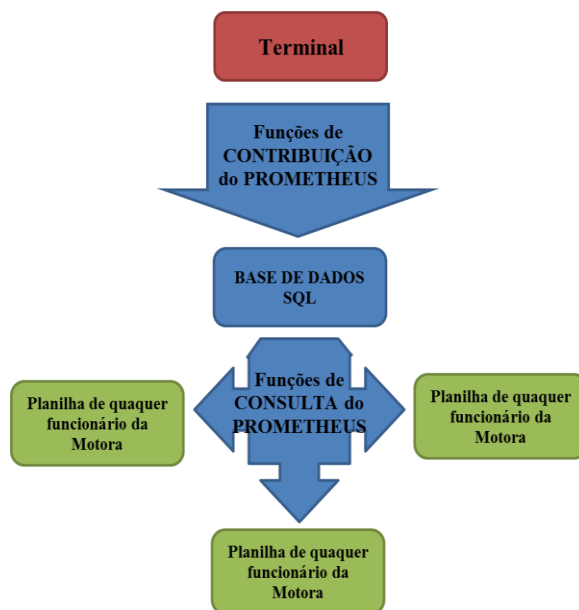 Terminal
Funções de
CONTRIBUIÇÃO
do PROMETHEUS
BASE DE DADOS
SQL
Funções de
CONSULTA do
PROMETHEUS
Planilha de quaquer
funcionário da
Motora
Planilha de quaquer
funcionário da
Motora
Planilha de quaquer
funcionário da
Motora